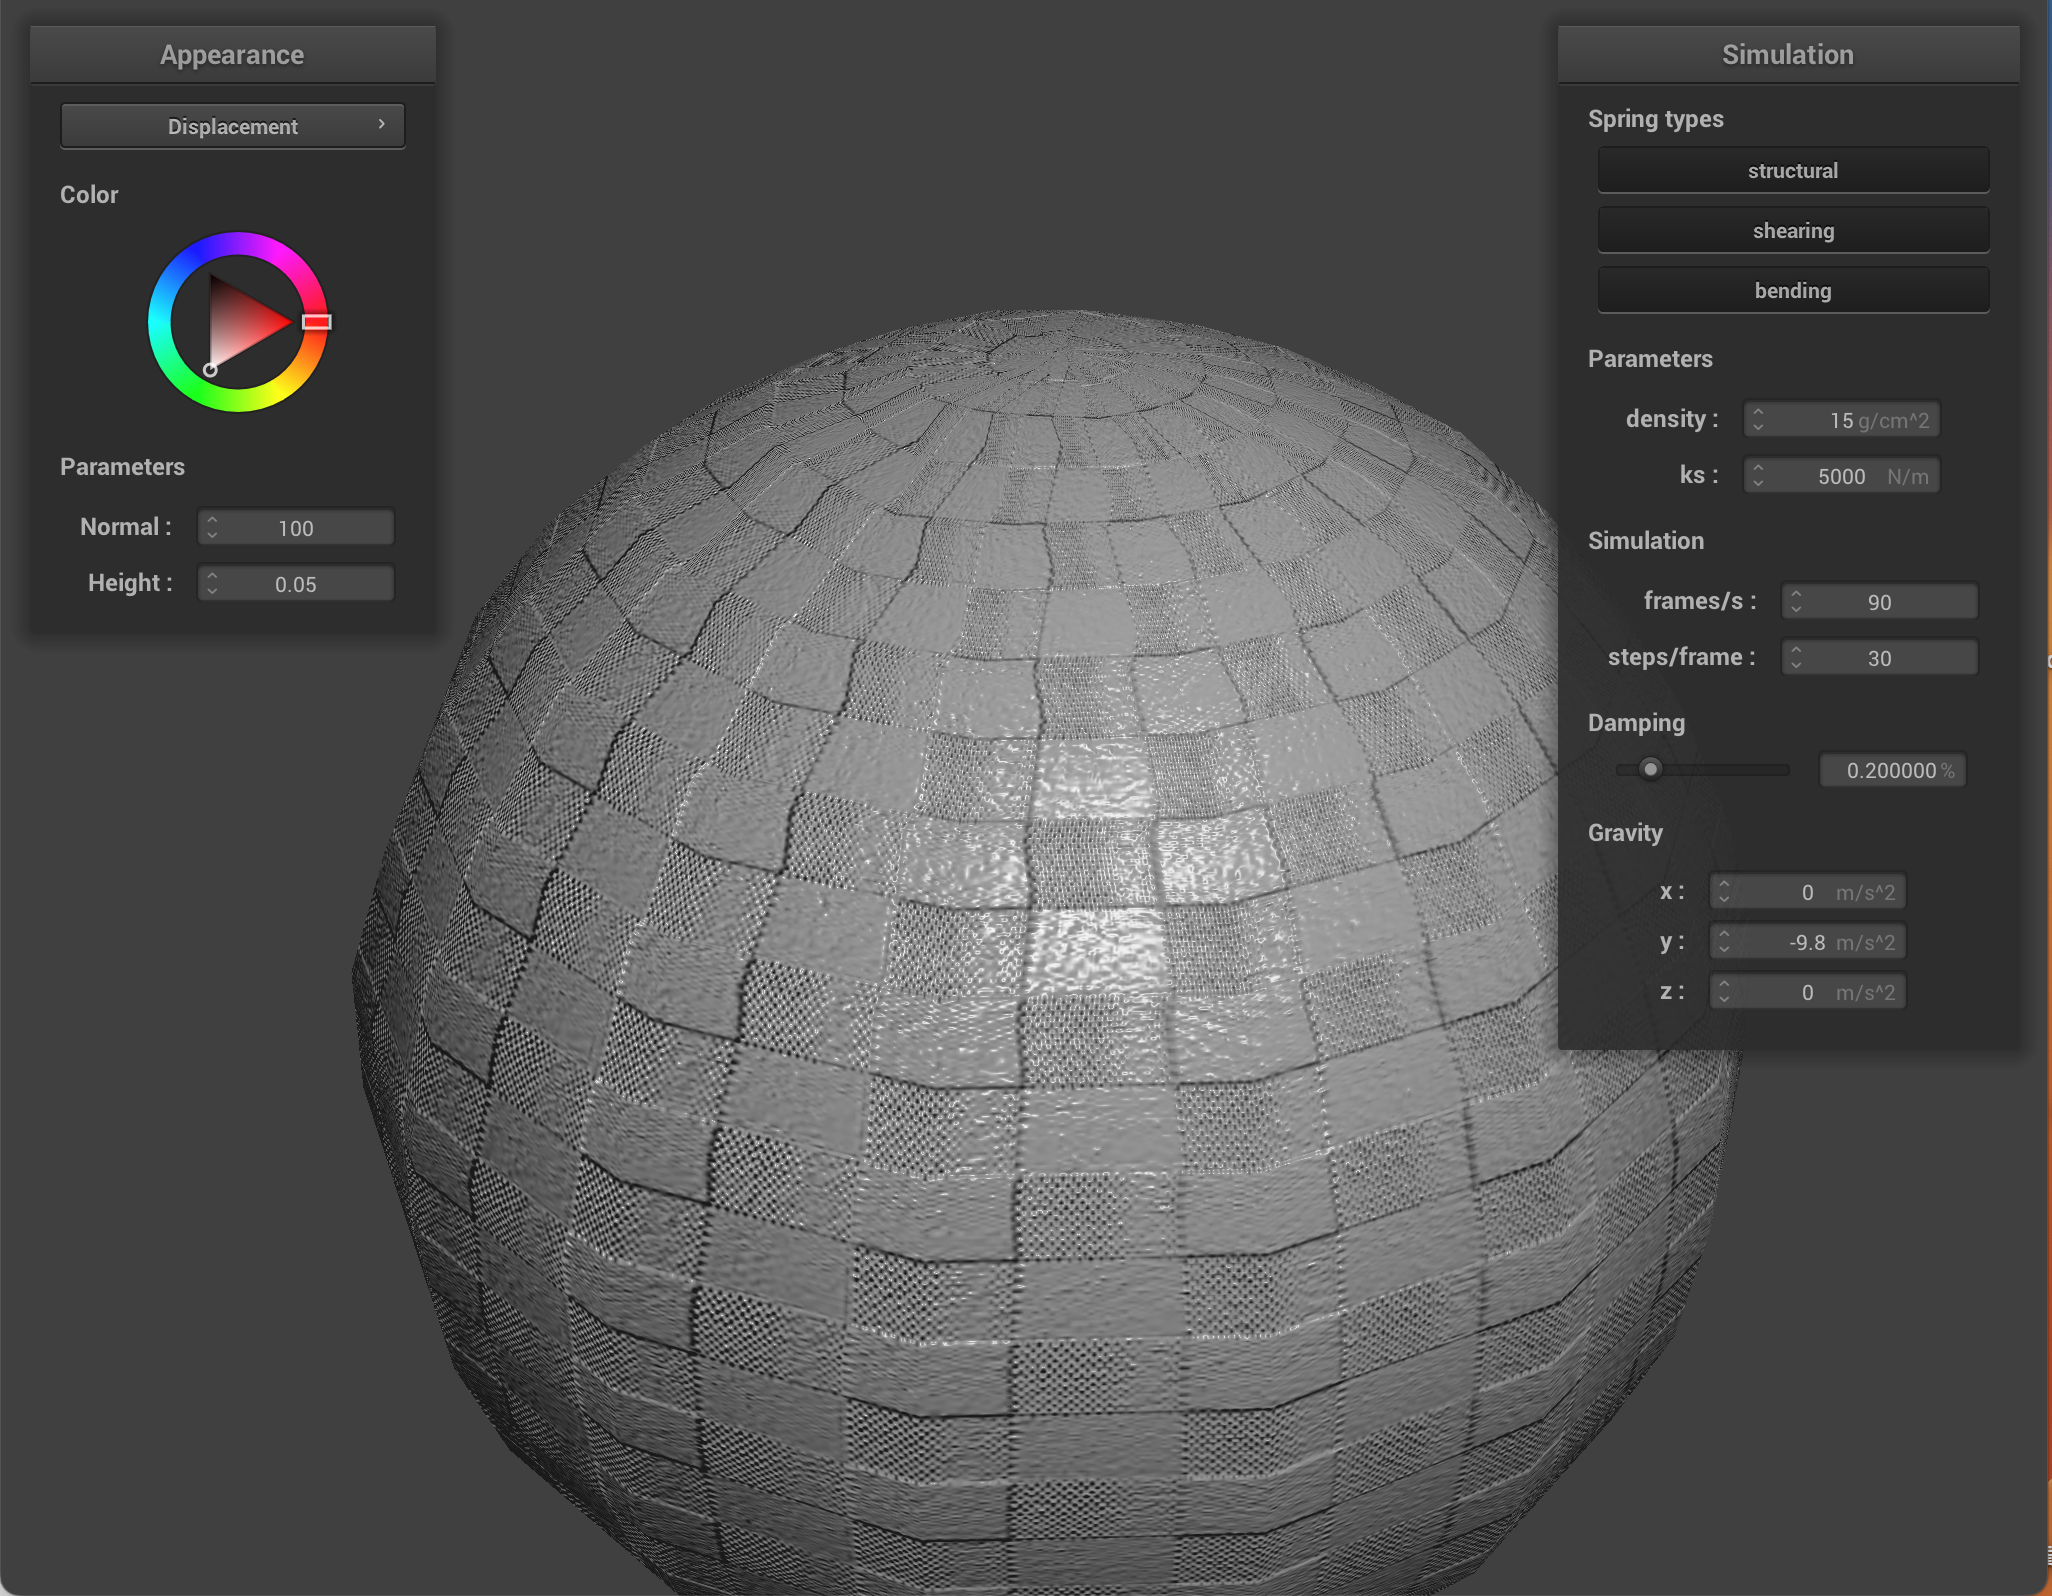 Appearance
Displacement
Color
Parameters
Normal : 100
Height : 0.05
Simulation
Spring types
structural
shearing
bending
Parameters
density : 15 g/cm^2
ks : 5000 N/m
Simulation
frames/s : 90
steps/frame : 30
Damping
0.200000 %
Gravity
x : 0 m/s^2
y : -9.8 m/s^2
z : 0 m/s^2